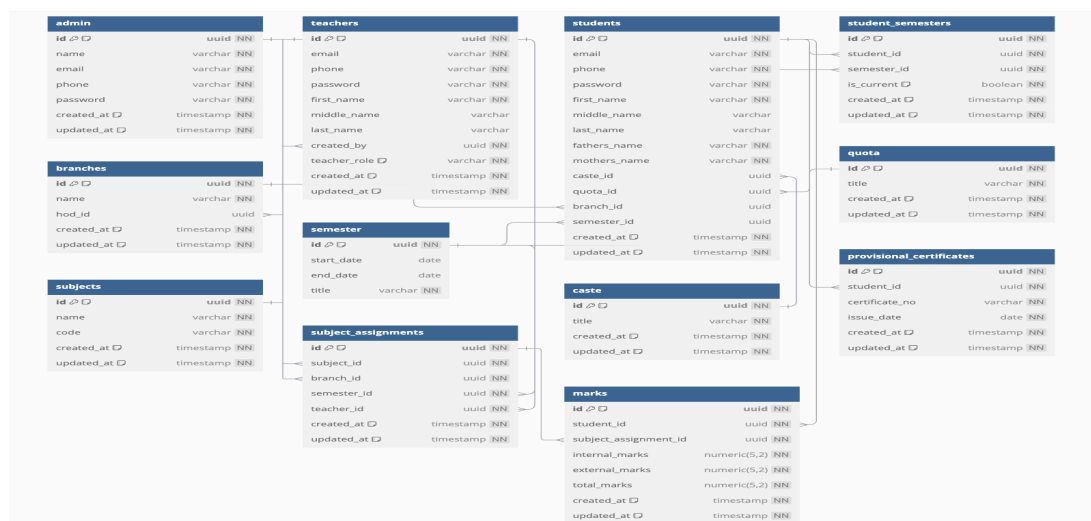 admin
id uuid NN
name varchar NN
email varchar NN
phone varchar NN
password varchar NN
created_at timestamp NN
updated_at timestamp NN
branches
id uuid NN
name varchar NN
hod_id uuid
created_at timestamp NN
updated_at timestamp NN
subjects
id uuid NN
name varchar NN
code varchar NN
created_at timestamp NN
updated_at timestamp NN
teachers
id uuid NN
email varchar NN
phone varchar NN
password varchar NN
first_name varchar NN
middle_name varchar
last_name varchar
created_by uuid NN
teacher_role varchar NN
created_at timestamp NN
updated_at timestamp NN
semester
id uuid NN
start_date date
end_date date
title varchar NN
subject_assignments
id uuid NN
subject_id uuid NN
branch_id uuid NN
semester_id uuid NN
teacher_id uuid NN
created_at timestamp NN
updated_at timestamp NN
students
id uuid NN
email varchar NN
phone varchar NN
password varchar NN
first_name varchar NN
middle_name varchar
last_name varchar
fathers_name varchar NN
mothers_name varchar NN
caste_id uuid
quota_id uuid
branch_id uuid
semester_id uuid
created_at timestamp NN
updated_at timestamp NN
caste
id uuid NN
title varchar NN
created_at timestamp NN
updated_at timestamp NN
marks
id uuid NN
student_id uuid NN
subject_assignment_id uuid NN
internal_marks numeric(5,2) NN
external_marks numeric(5,2) NN
total_marks numeric(5,2) NN
created_at timestamp NN
updated_at timestamp NN
student_semesters
id uuid NN
student_id uuid NN
semester_id uuid NN
is_current boolean NN
created_at timestamp NN
updated_at timestamp NN
quota
id uuid NN
title varchar NN
created_at timestamp NN
updated_at timestamp NN
provisional_certificates
id uuid NN
student_id uuid NN
certificate_no varchar NN
issue_date date NN
created_at timestamp NN
updated_at timestamp NN